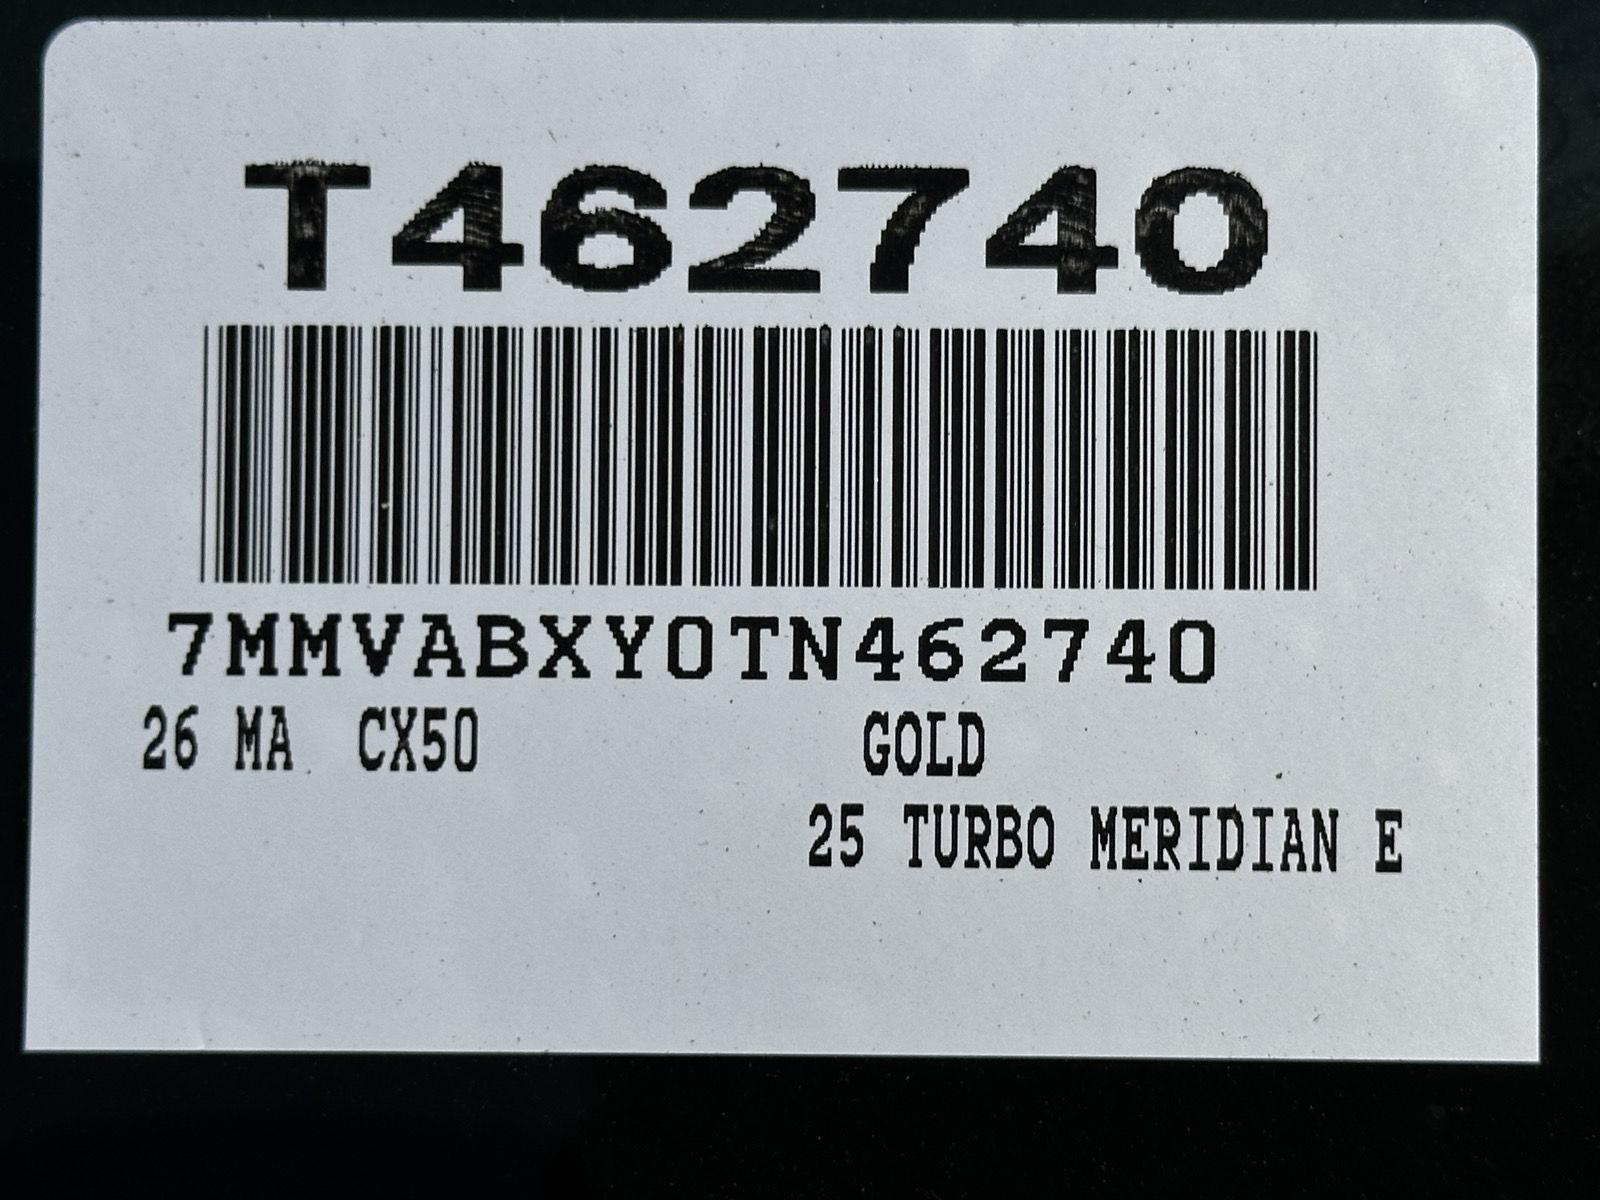 T462740
7MMVABXY0TN462740
26 MA CX50 GOLD
25 TURBO MERIDIAN E